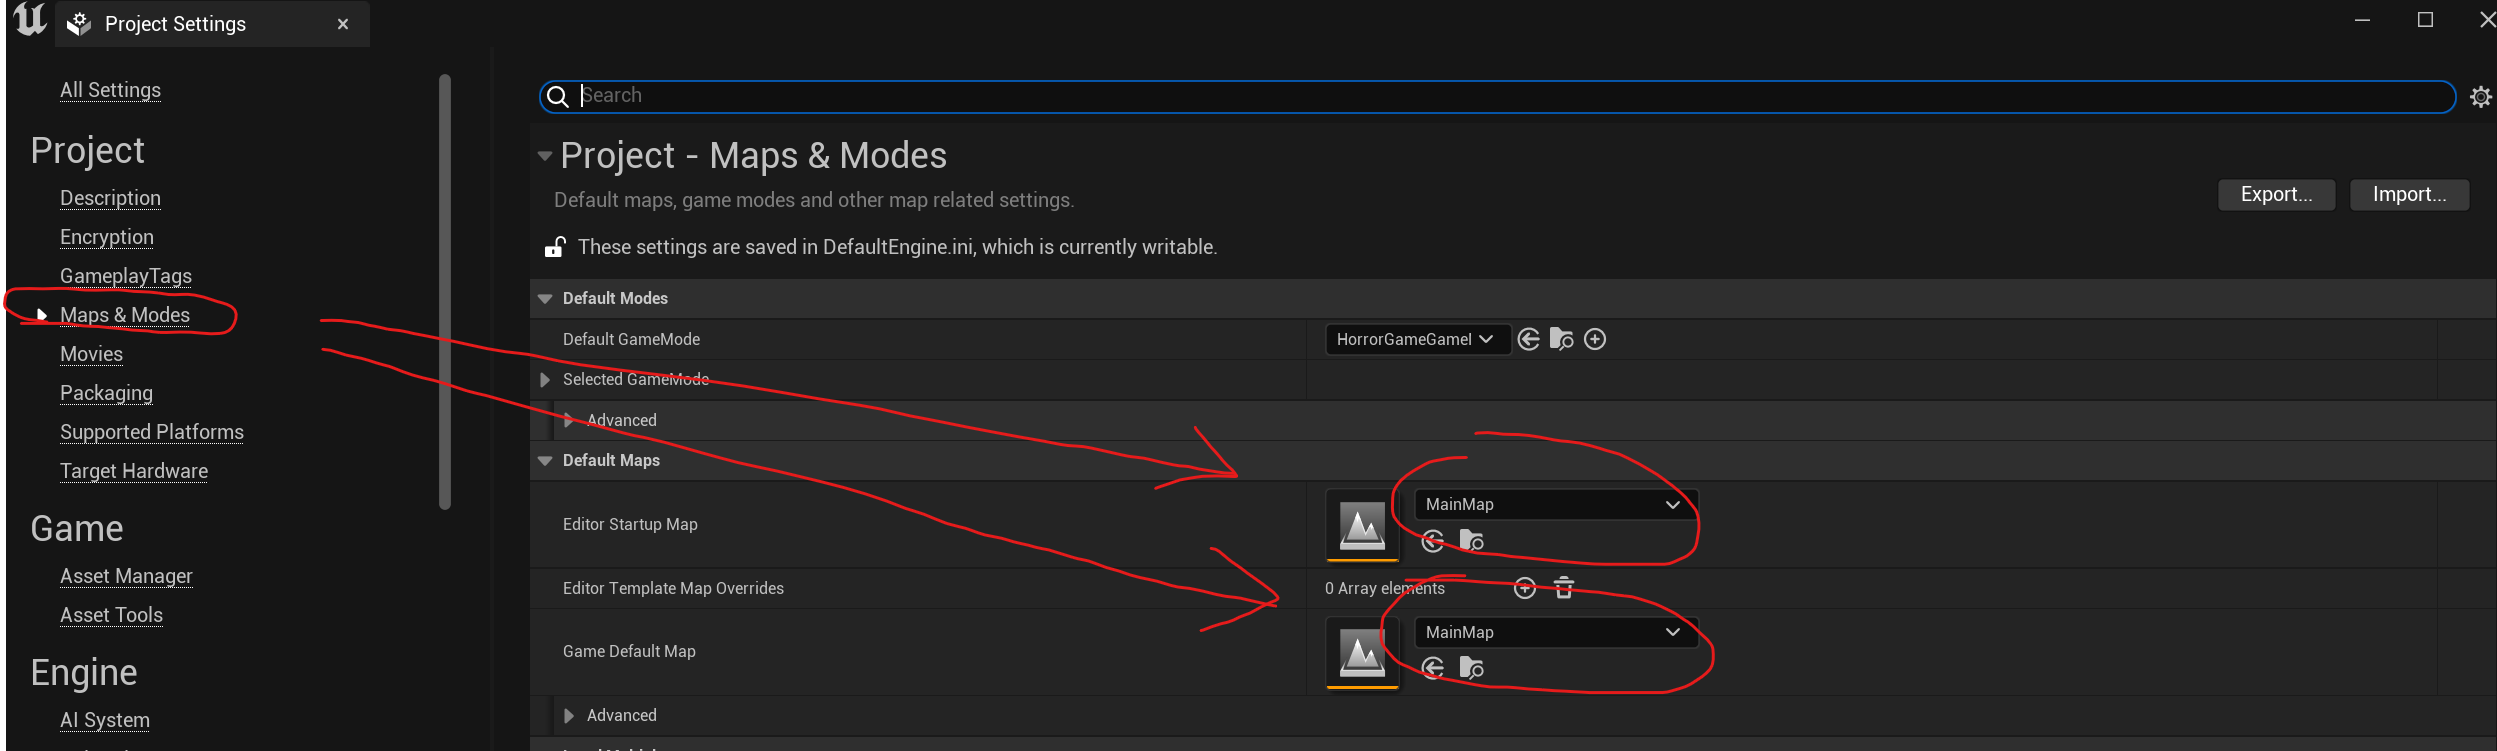 Project Settings
All Settings
Project
Description
Encryption
GameplayTags
Maps & Modes
Movies
Packaging
Supported Platforms
Target Hardware
Game
Asset Manager
Asset Tools
Engine
AI System
Search
Project - Maps & Modes
Default maps, game modes and other map related settings.
Export...
Import...
These settings are saved in DefaultEngine.ini, which is currently writable.
Default Modes
Default GameMode
HorrorGameGameI
Selected GameMode
Advanced
Default Maps
Editor Startup Map
MainMap
Editor Template Map Overrides
0 Array elements
Game Default Map
MainMap
Advanced